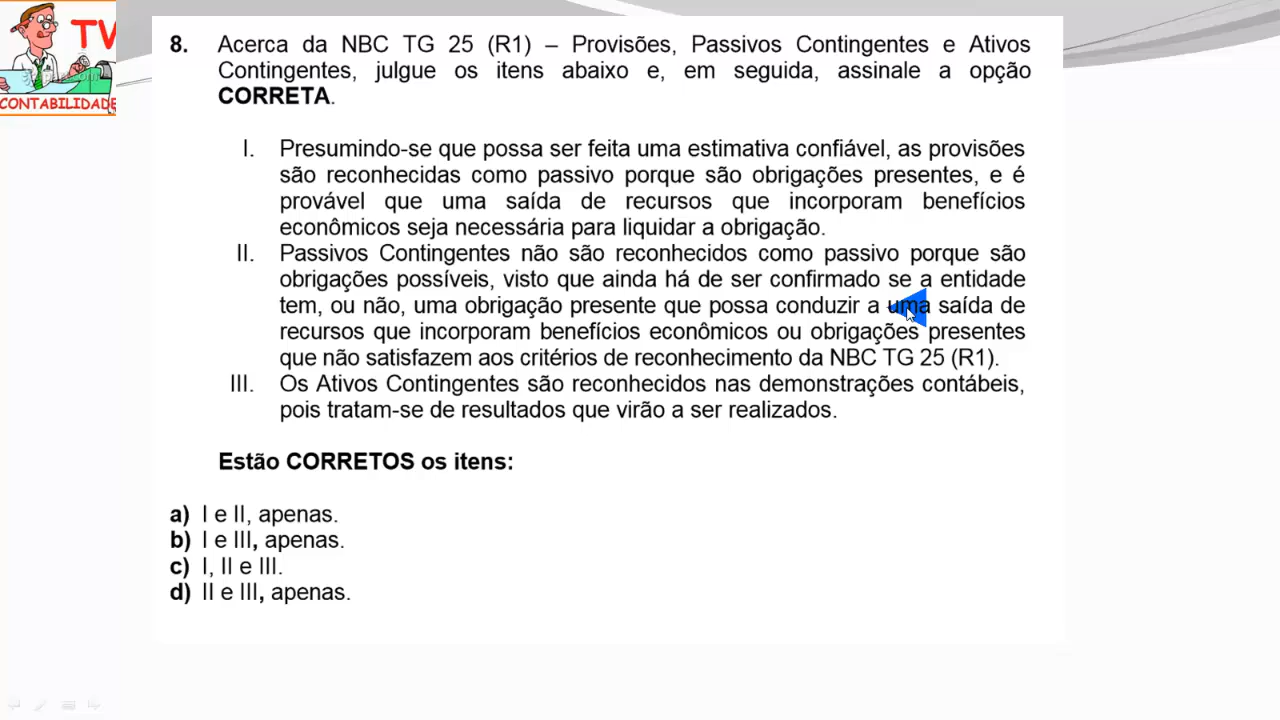 TV
CONTABILIDADE
8. Acerca da NBC TG 25 (R1) – Provisões, Passivos Contingentes e Ativos
Contingentes, julgue os itens abaixo e, em seguida, assinale a opção
CORRETA.
I. Presumindo-se que possa ser feita uma estimativa confiável, as provisões
são reconhecidas como passivo porque são obrigações presentes, e é
provável que uma saída de recursos que incorporam benefícios
econômicos seja necessária para liquidar a obrigação.
II. Passivos Contingentes não são reconhecidos como passivo porque são
obrigações possíveis, visto que ainda há de ser confirmado se a entidade
tem, ou não, uma obrigação presente que possa conduzir a uma saída de
recursos que incorporam benefícios econômicos ou obrigações presentes
que não satisfazem aos critérios de reconhecimento da NBC TG 25 (R1).
III. Os Ativos Contingentes são reconhecidos nas demonstrações contábeis,
pois tratam-se de resultados que virão a ser realizados.
Estão CORRETOS os itens:
a) I e II, apenas.
b) I e III, apenas.
c) I, II e III.
d) II e III, apenas.